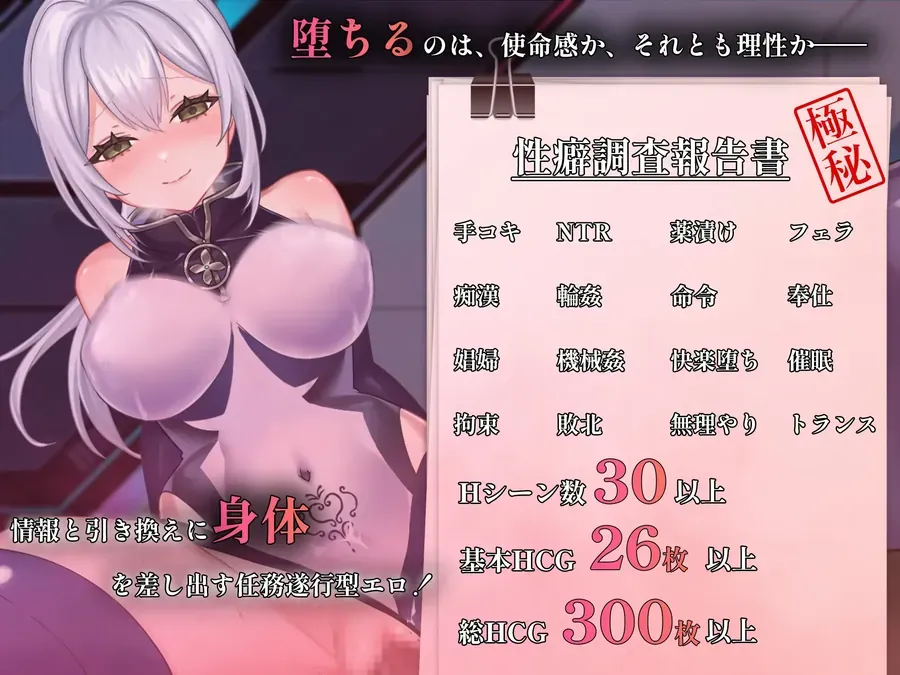 堕ちるのは、使命感か、それとも理性か――
極秘
性癖調査報告書
手コキ NTR 薬漬け フェラ
痴漢 輪姦 命令 奉仕
娼婦 機械姦 快楽堕ち 催眠
拘束 敗北 無理やり トランス
Hシーン数 30 以上
基本HCG 26枚 以上
総HCG 300枚 以上
情報と引き換えに身体
を差し出す任務遂行型エロ！